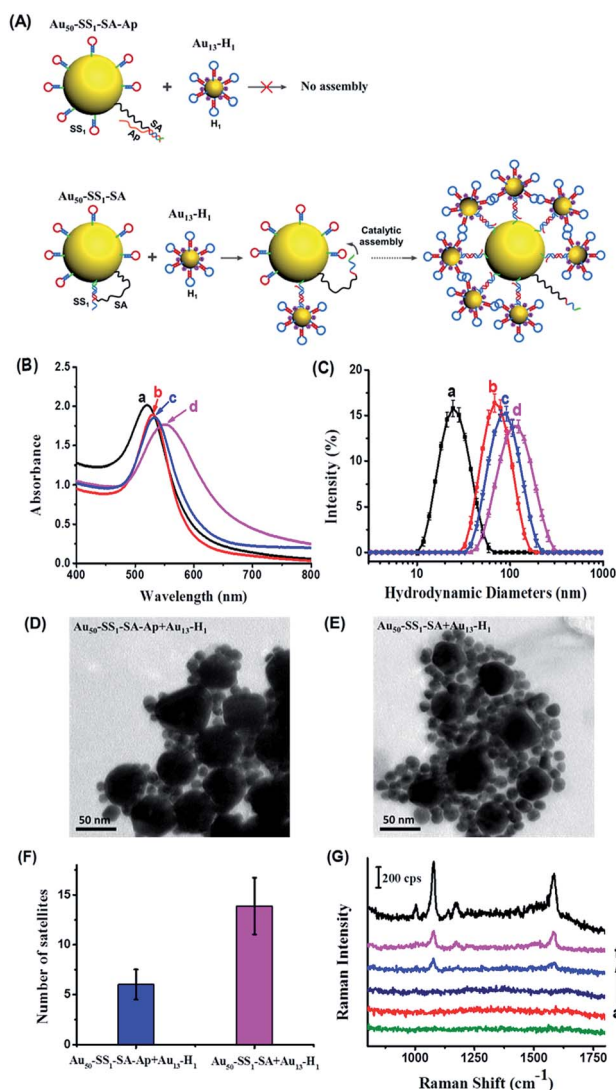 (A)
Au50-SS1-SA-Ap
Au13-H1
+
No assembly
SS1
SA
Ap
H1
Au50-SS1-SA
Au13-H1
+
Catalytic
assembly
SS1
SA
H1
(B)
2.5
2.0
1.5
1.0
0.5
0.0
Absorbance
a
b
c
d
400 500 600 700 800
Wavelength (nm)
(C)
20
15
10
5
0
Intensity (%)
a
b
c
d
10 100 1000
Hydrodynamic Diameters (nm)
(D)
Au50-SS1-SA-Ap+Au13-H1
50 nm
(E)
Au50-SS1-SA+Au13-H1
50 nm
(F)
15
10
5
0
Number of satellites
Au50-SS1-SA-Ap+Au13-H1 Au50-SS1-SA+Au13-H1
(G)
200 cps
Raman Intensity
1000 1250 1500 1750
Raman Shift (cm-1)